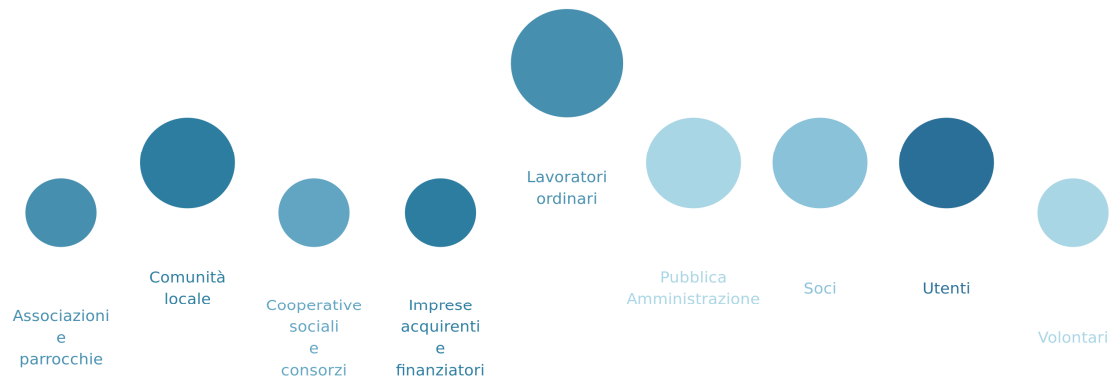 Associazioni
e
parrocchie
Comunità
locale
Cooperative
sociali
e
consorzi
Imprese
acquirenti
e
finanziatori
Lavoratori
ordinari
Pubblica
Amministrazione
Soci
Utenti
Volontari